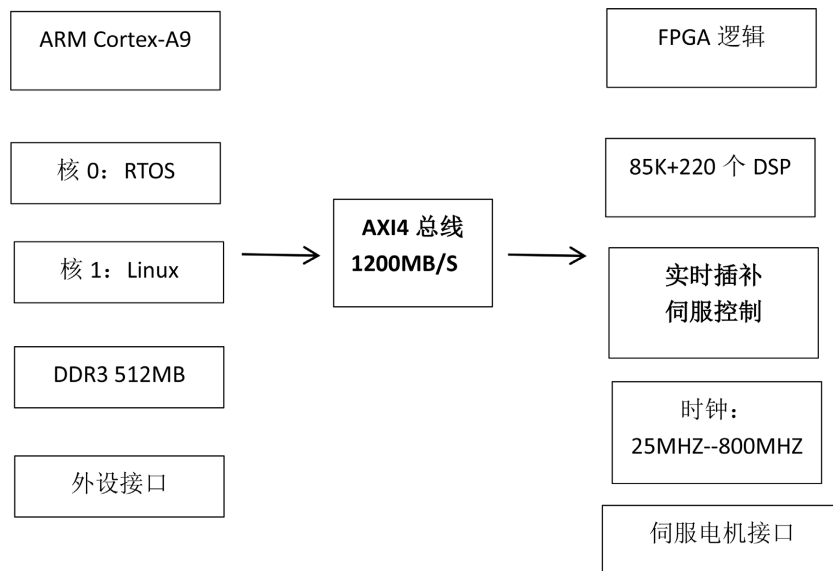 ARM Cortex-A9
核 0：RTOS
核 1：Linux
DDR3 512MB
外设接口
AXI4 总线
1200MB/S
FPGA 逻辑
85K+220 个 DSP
实时插补
伺服控制
时钟：
25MHZ--800MHZ
伺服电机接口